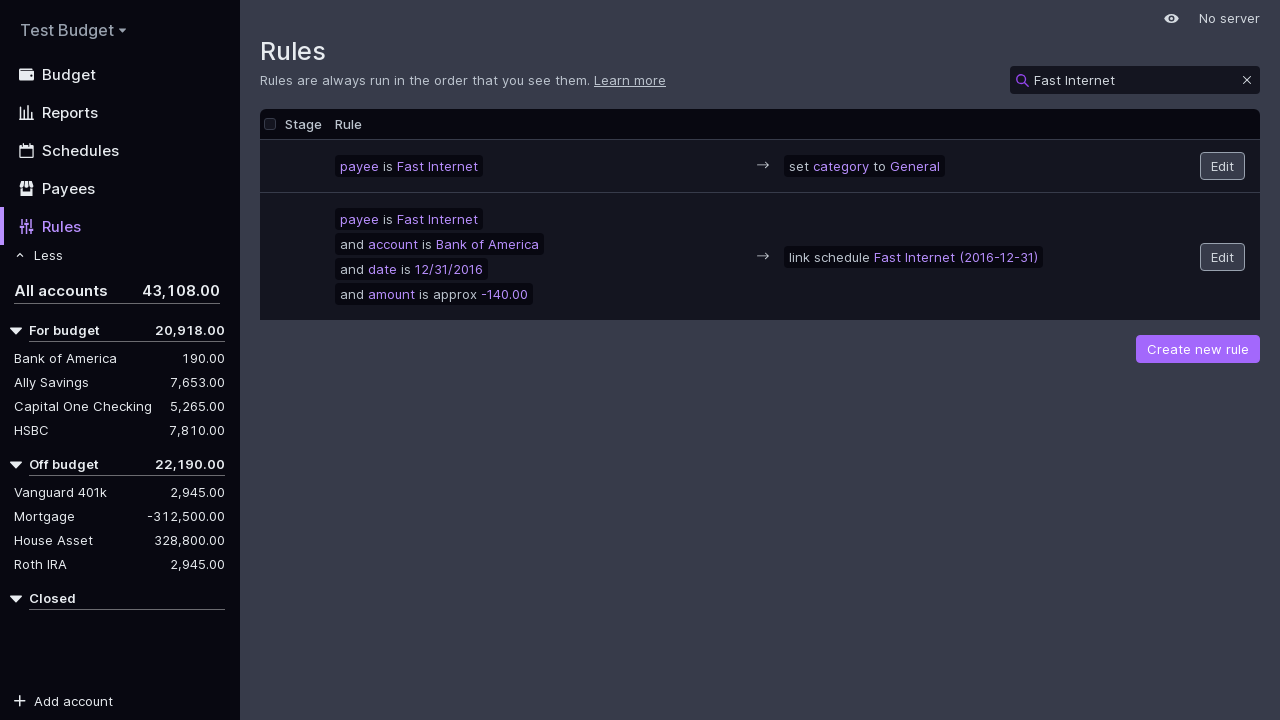 Test Budget
Budget
Reports
Schedules
Payees
Rules
Less
All accounts 43,108.00
For budget 20,918.00
Bank of America 190.00
Ally Savings 7,653.00
Capital One Checking 5,265.00
HSBC 7,810.00
Off budget 22,190.00
Vanguard 401k 2,945.00
Mortgage -312,500.00
House Asset 328,800.00
Roth IRA 2,945.00
Closed
Add account
No server
Rules
Rules are always run in the order that you see them. Learn more
Fast Internet
Stage Rule
payee is Fast Internet → set category to General Edit
payee is Fast Internet
and account is Bank of America
and date is 12/31/2016
and amount is approx -140.00
→ link schedule Fast Internet (2016-12-31) Edit
Create new rule